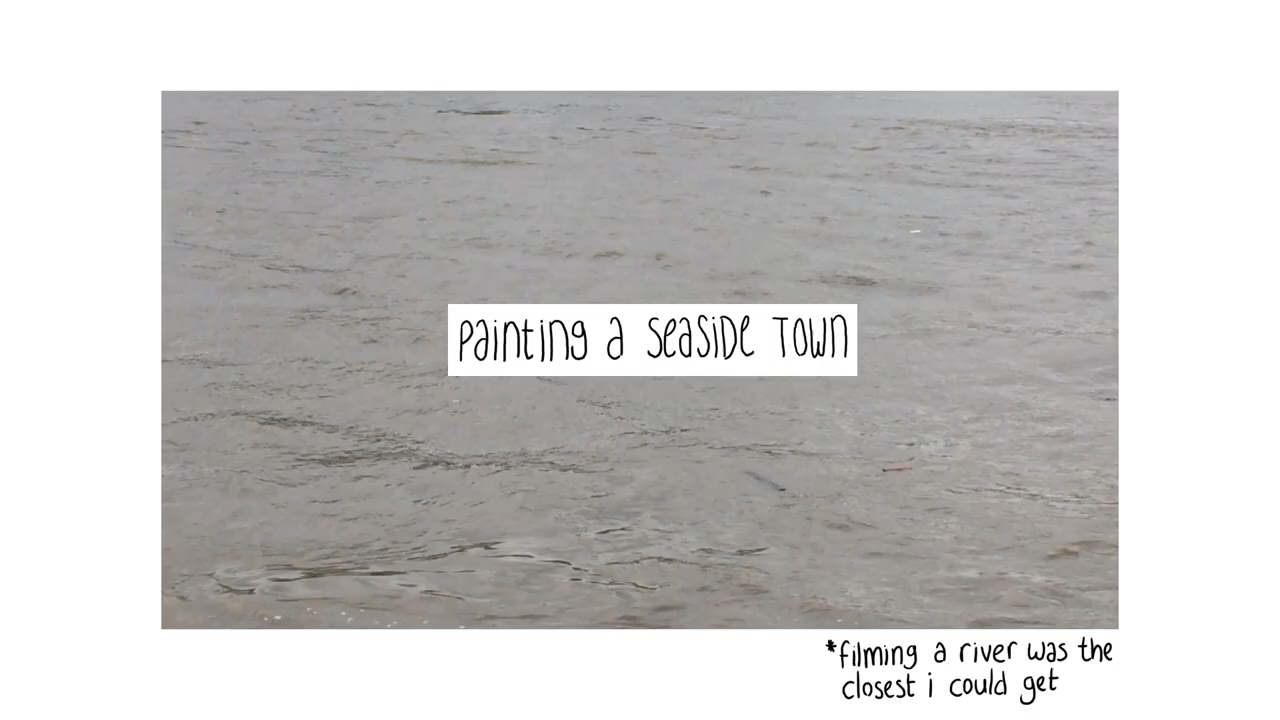 painting a seaside town
*filming a river was the
closest i could get